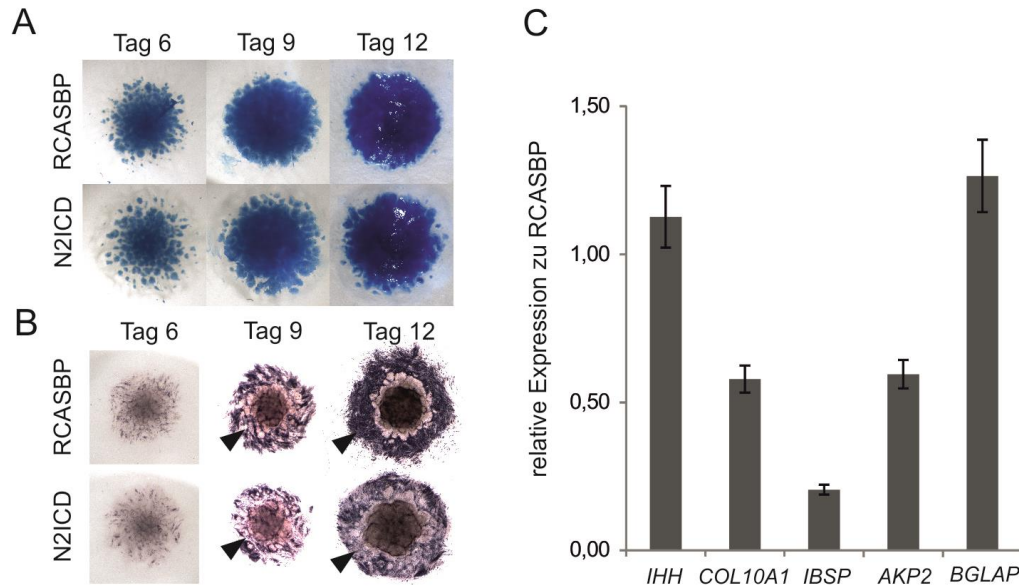 A
Tag 6 Tag 9 Tag 12
RCASBP
N2ICD
B
Tag 6 Tag 9 Tag 12
RCASBP
N2ICD
C
relative Expression zu RCASBP
1,50
1,00
0,50
0,00
IHH COL10A1 IBSP AKP2 BGLAP